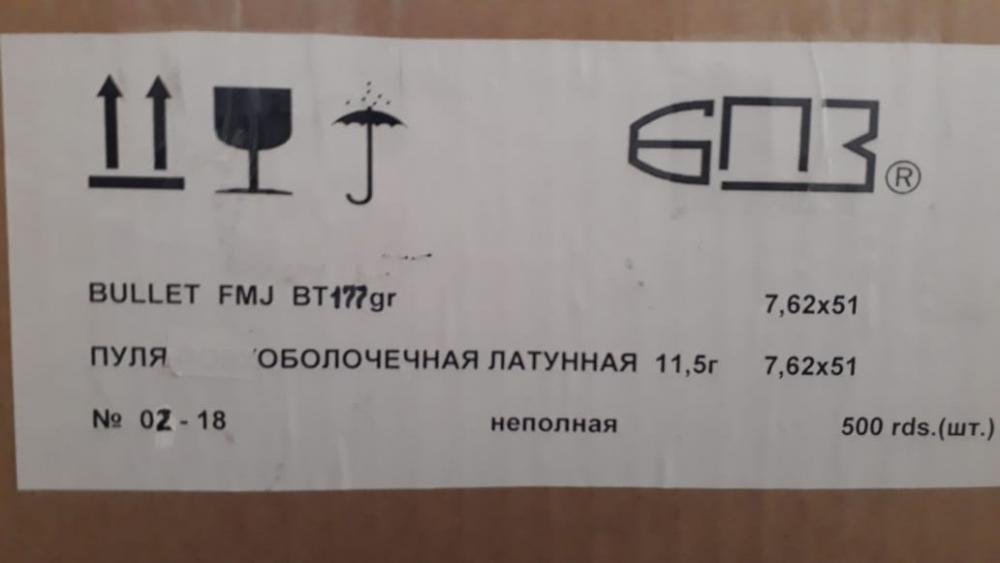 БПЗ ®
BULLET FMJ BT177gr 7,62x51
ПУЛЯ ОБОЛОЧЕЧНАЯ ЛАТУННАЯ 11,5г 7,62x51
№ 02 - 18 неполная 500 rds.(шт.)